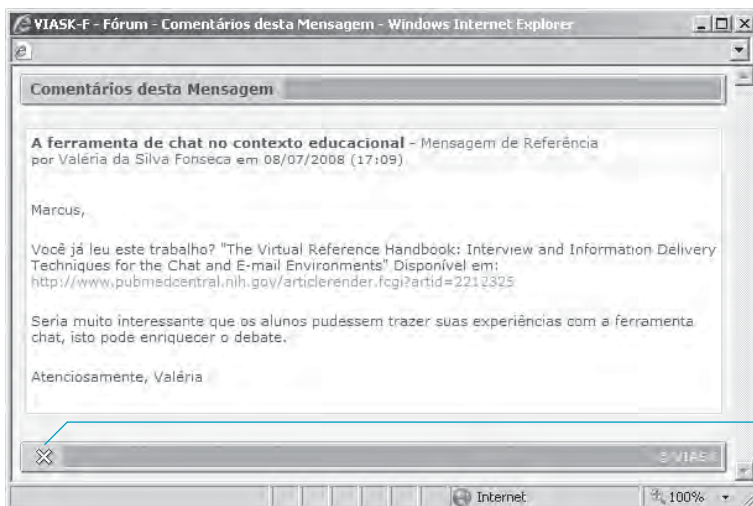 VIASK-F - Fórum - Comentários desta Mensagem - Windows Internet Explorer
Comentários desta Mensagem
A ferramenta de chat no contexto educacional - Mensagem de Referência
por Valéria da Silva Fonseca em 08/07/2008 (17:09)
Marcus,
Você já leu este trabalho? "The Virtual Reference Handbook: Interview and Information Delivery
Techniques for the Chat and E-mail Environments" Disponível em:
http://www.pubmedcentral.nih.gov/articlerender.fcgi?artid=2212325
Seria muito interessante que os alunos pudessem trazer suas experiências com a ferramenta
chat, isto pode enriquecer o debate.
Atenciosamente, Valéria
Internet
100%